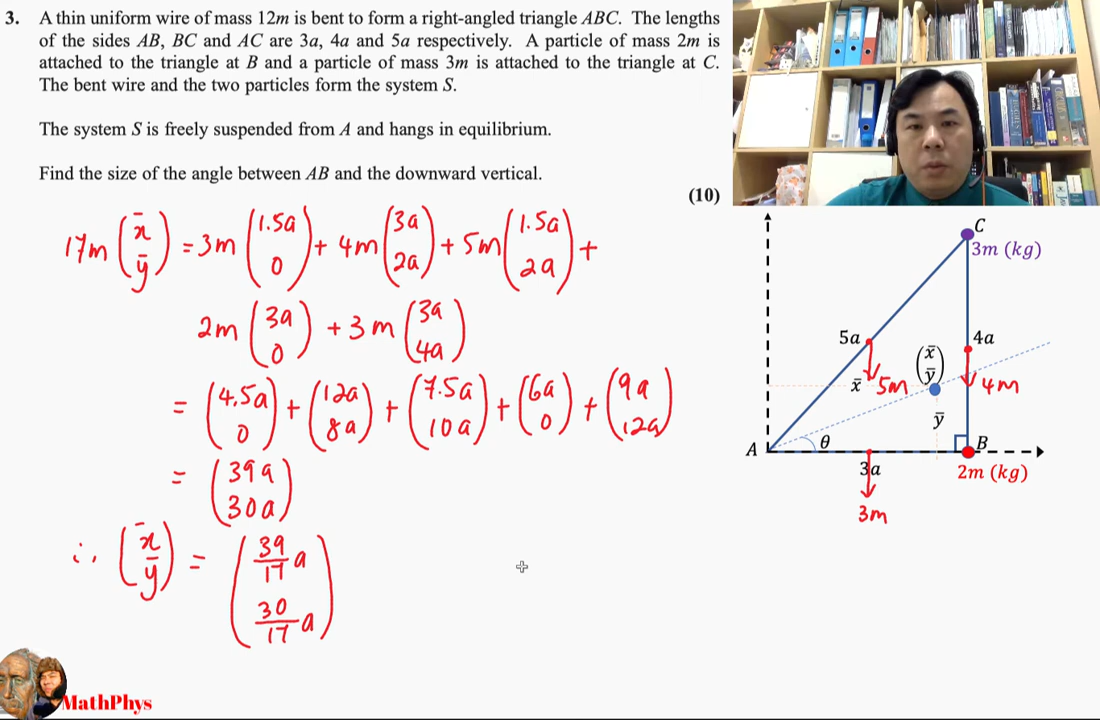 3. A thin uniform wire of mass 12m is bent to form a right-angled triangle ABC. The lengths
of the sides AB, BC and AC are 3a, 4a and 5a respectively. A particle of mass 2m is
attached to the triangle at B and a particle of mass 3m is attached to the triangle at C.
The bent wire and the two particles form the system S.
The system S is freely suspended from A and hangs in equilibrium.
Find the size of the angle between AB and the downward vertical.
(10)
17m (x̄ ȳ) = 3m (1.5a 0) + 4m (3a 2a) + 5m (1.5a 2a) +
2m (3a 0) + 3m (3a 4a)
= (4.5a 0) + (12a 8a) + (7.5a 10a) + (6a 0) + (9a 12a)
= (39a 30a)
∴ (x̄ ȳ) = (39/17 a 30/17 a)
C
3m (kg)
5a
4a
(x̄ ȳ)
x̄
5m
4m
ȳ
A
θ
B
3a
2m (kg)
3m
MathPhys